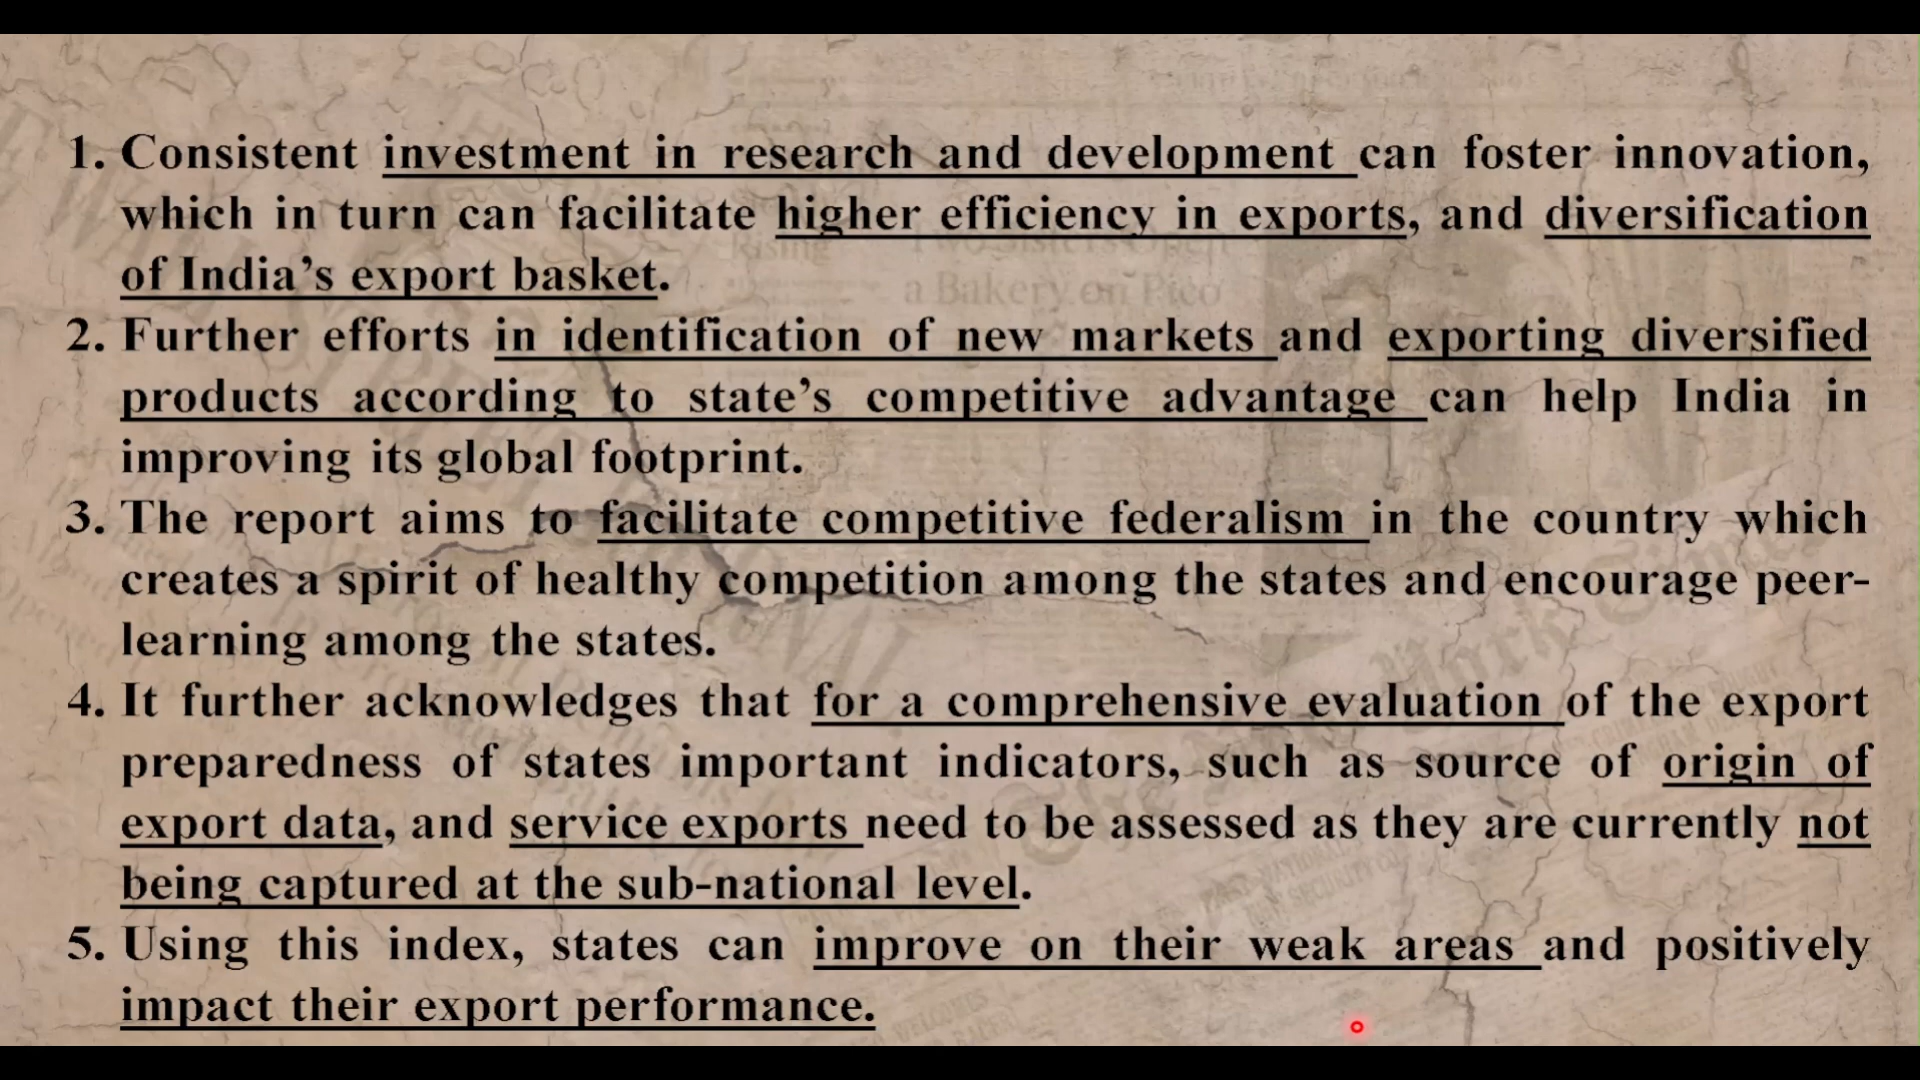 1. Consistent investment in research and development can foster innovation,
which in turn can facilitate higher efficiency in exports, and diversification
of India’s export basket.
2. Further efforts in identification of new markets and exporting diversified
products according to state’s competitive advantage can help India in
improving its global footprint.
3. The report aims to facilitate competitive federalism in the country which
creates a spirit of healthy competition among the states and encourage peer-
learning among the states.
4. It further acknowledges that for a comprehensive evaluation of the export
preparedness of states important indicators, such as source of origin of
export data, and service exports need to be assessed as they are currently not
being captured at the sub-national level.
5. Using this index, states can improve on their weak areas and positively
impact their export performance.